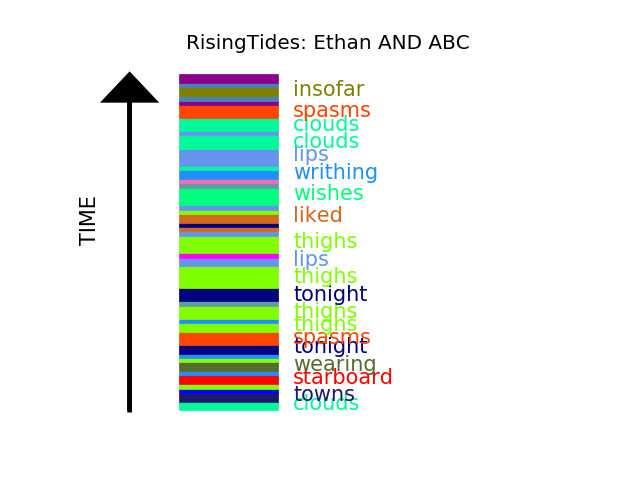 RisingTides: Ethan AND ABC
TIME
insofar
spasms
clouds
clouds
lips
writhing
wishes
liked
thighs
lips
thighs
tonight
thighs
thighs
spasms
tonight
wearing
starboard
towns
clouds